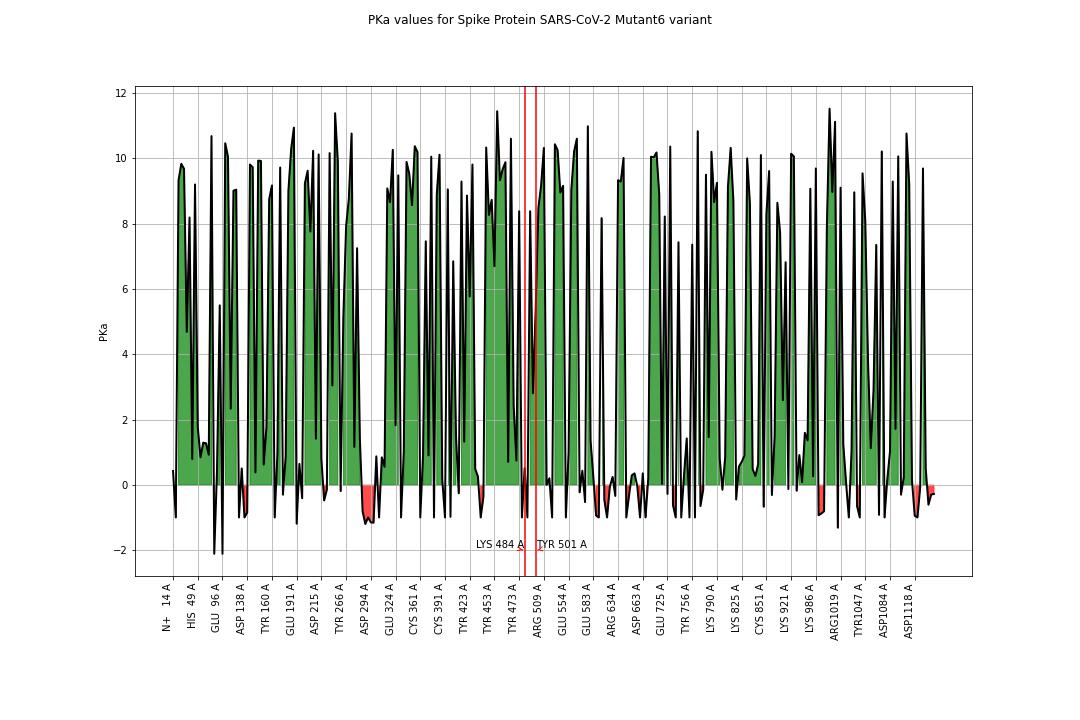 PKa values for Spike Protein SARS-CoV-2 Mutant6 variant
12
10
8
6
4
2
0
−2
PKa
LYS 484 A
TYR 501 A
N+ 14 A
HIS 49 A
GLU 96 A
ASP 138 A
TYR 160 A
GLU 191 A
ASP 215 A
TYR 266 A
ASP 294 A
GLU 324 A
CYS 361 A
CYS 391 A
TYR 423 A
TYR 453 A
TYR 473 A
ARG 509 A
GLU 554 A
GLU 583 A
ARG 634 A
ASP 663 A
GLU 725 A
TYR 756 A
LYS 790 A
LYS 825 A
CYS 851 A
LYS 921 A
LYS 986 A
ARG1019 A
TYR1047 A
ASP1084 A
ASP1118 A